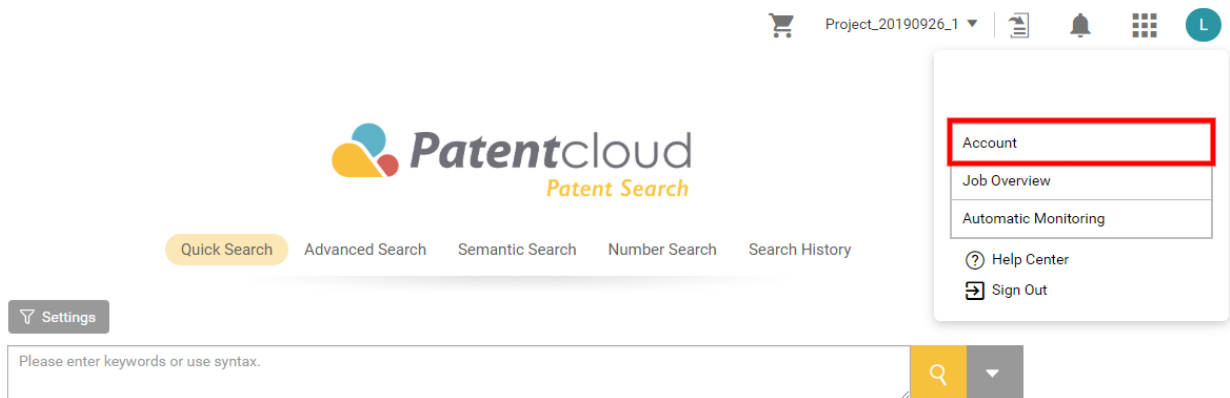 Project_20190926_1
L
Patentcloud
Patent Search
Account
Job Overview
Automatic Monitoring
Help Center
Sign Out
Quick Search Advanced Search Semantic Search Number Search Search History
Settings
Please enter keywords or use syntax.